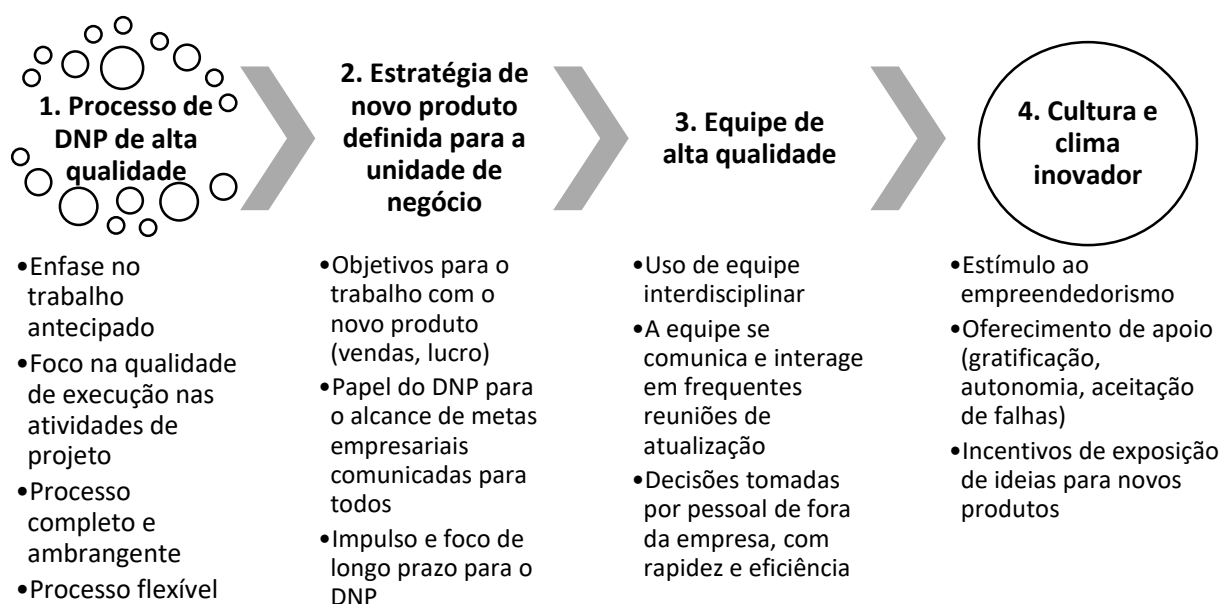 1. Processo de
DNP de alta
qualidade
•Enfase no
trabalho
antecipado
•Foco na qualidade
de execução nas
atividades de
projeto
•Processo
completo e
ambrangente
•Processo flexível
2. Estratégia de
novo produto
definida para a
unidade de
negócio
•Objetivos para o
trabalho com o
novo produto
(vendas, lucro)
•Papel do DNP para
o alcance de metas
empresariais
comunicadas para
todos
•Impulso e foco de
longo prazo para o
DNP
3. Equipe de
alta qualidade
•Uso de equipe
interdisciplinar
•A equipe se
comunica e interage
em frequentes
reuniões de
atualização
•Decisões tomadas
por pessoal de fora
da empresa, com
rapidez e eficiência
4. Cultura e
clima
inovador
•Estímulo ao
empreendedorismo
•Oferecimento de apoio
(gratificação,
autonomia, aceitação
de falhas)
•Incentivos de exposição
de ideias para novos
produtos